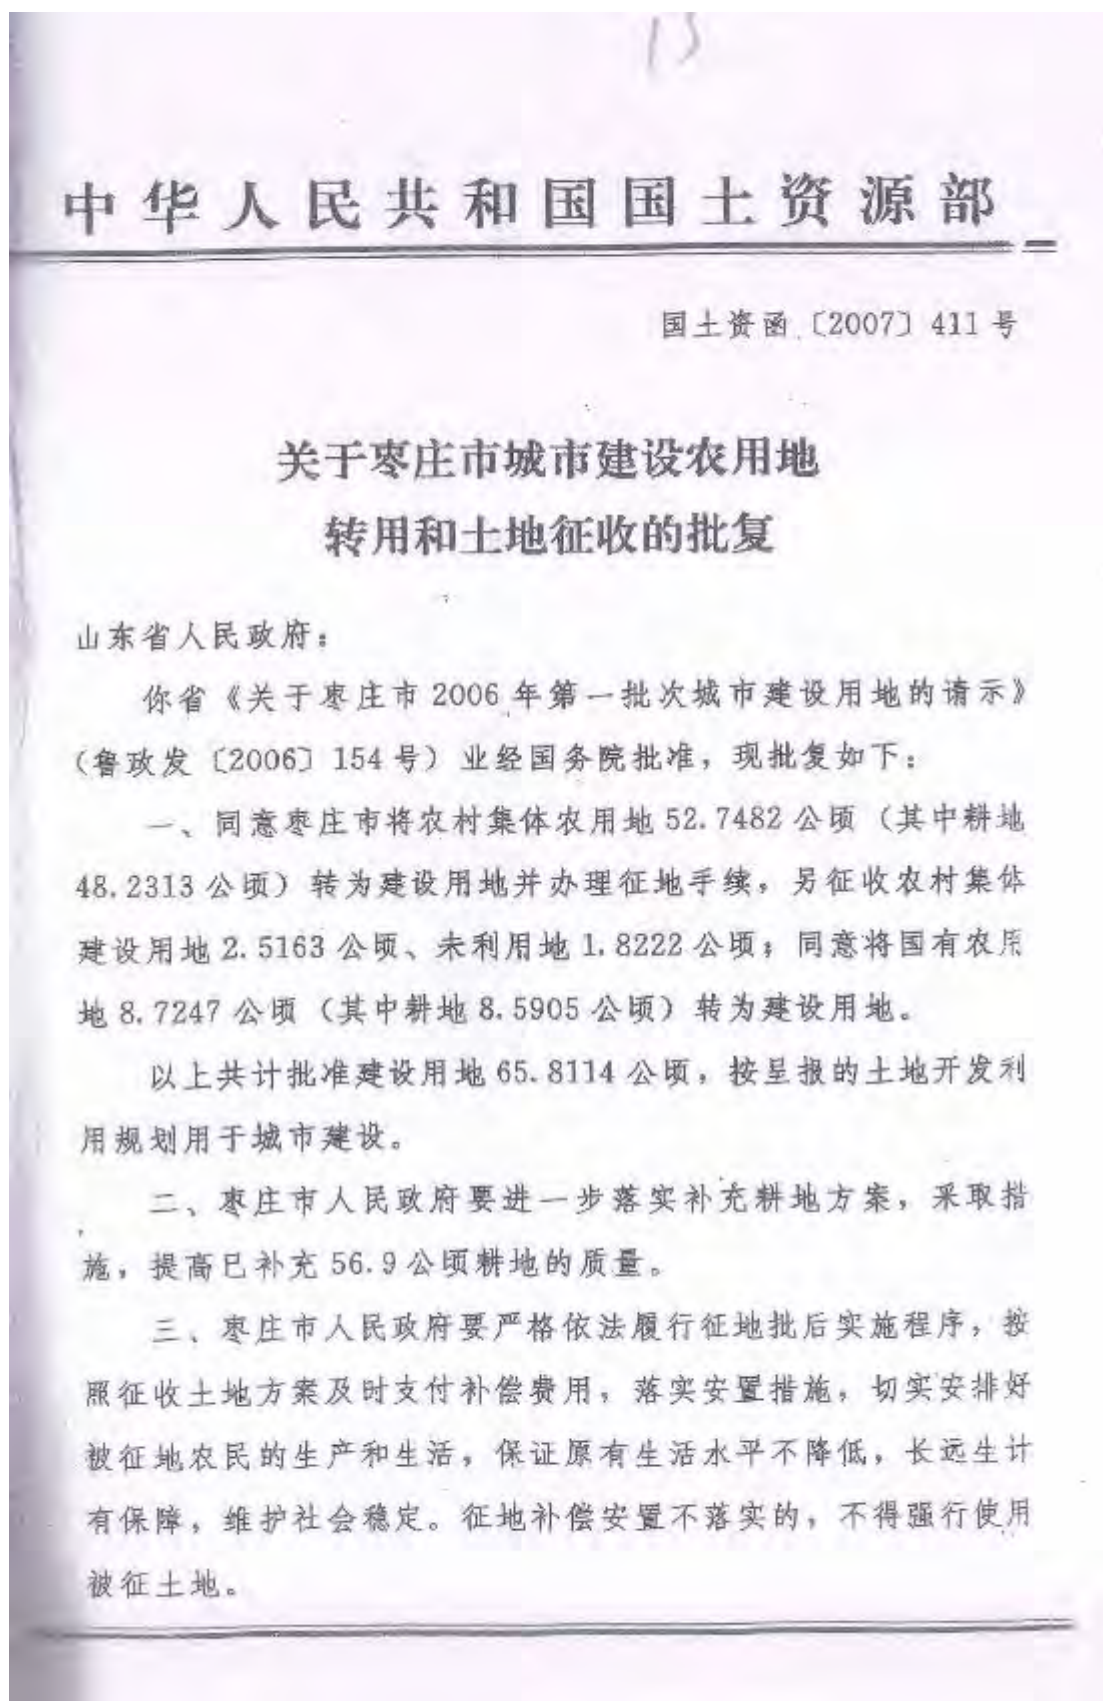 13
中华人民共和国国土资源部
国土资函〔2007〕411号
关于枣庄市城市建设农用地
转用和土地征收的批复
山东省人民政府：
你省《关于枣庄市2006年第一批次城市建设用地的请示》
（鲁政发〔2006〕154号）业经国务院批准，现批复如下：
一、同意枣庄市将农村集体农用地52.7482公顷（其中耕地
48.2313公顷）转为建设用地并办理征地手续，另征收农村集体
建设用地2.5163公顷、未利用地1.8222公顷；同意将国有农用
地8.7247公顷（其中耕地8.5905公顷）转为建设用地。
以上共计批准建设用地65.8114公顷，按呈报的土地开发利
用规划用于城市建设。
二、枣庄市人民政府要进一步落实补充耕地方案，采取措
施，提高已补充56.9公顷耕地的质量。
三、枣庄市人民政府要严格依法履行征地批后实施程序，按
照征收土地方案及时支付补偿费用，落实安置措施，切实安排好
被征地农民的生产和生活，保证原有生活水平不降低，长远生计
有保障，维护社会稳定。征地补偿安置不落实的，不得强行使用
被征土地。